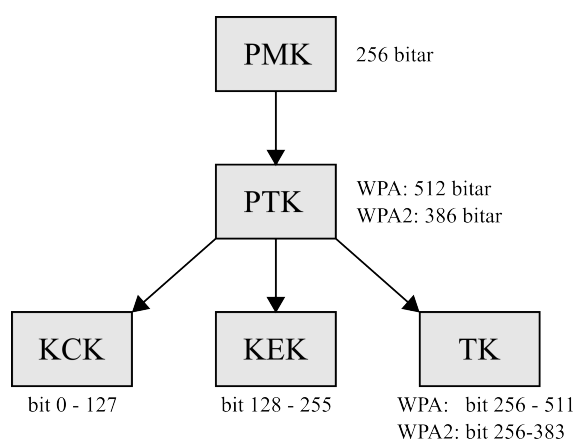 PMK
256 bitar
PTK
WPA: 512 bitar
WPA2: 386 bitar
KCK
KEK
TK
bit 0 - 127
bit 128 - 255
WPA: bit 256 - 511
WPA2: bit 256-383